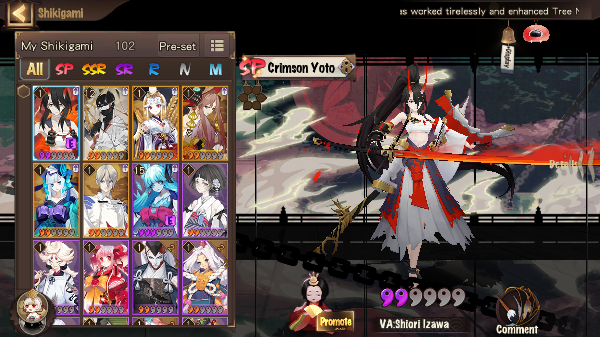 Shikigami
is worked tirelessly and enhanced Tree N
My Shikigami 102 Pre-set
All SP SSR SR R N M
SP Crimson Yoto
Details
Promote
VA:Shiori Izawa
Comment